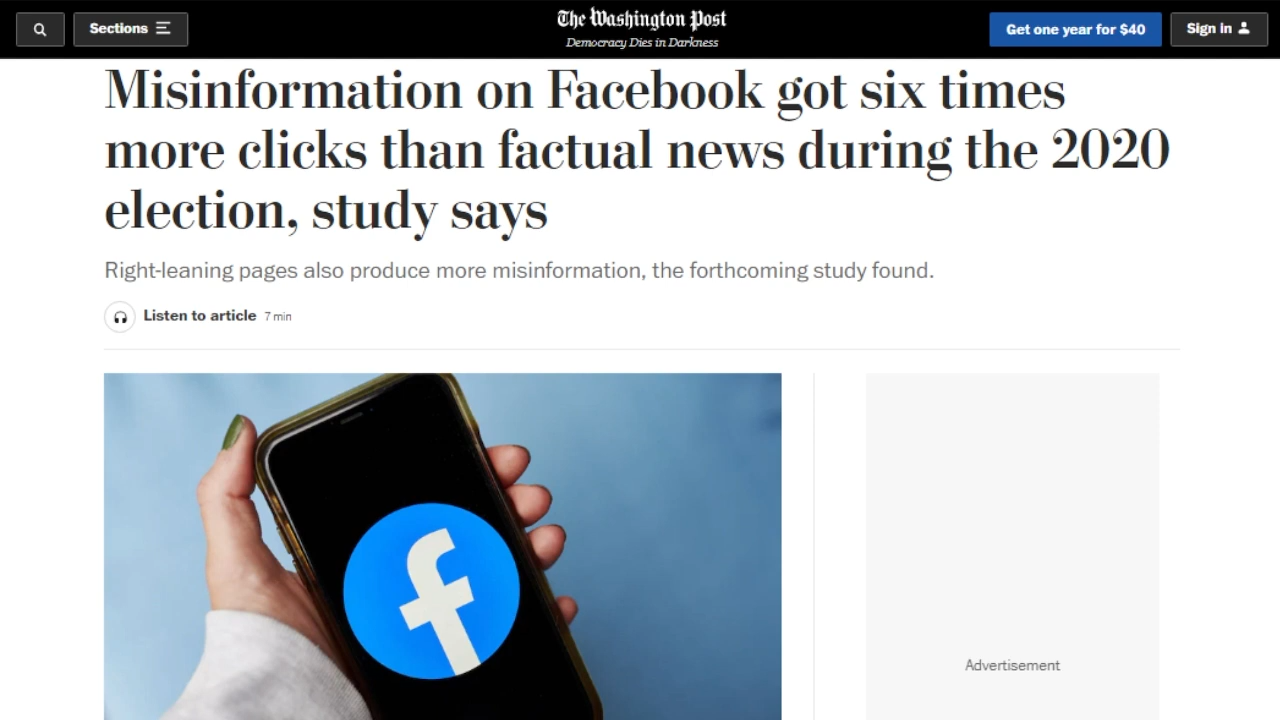 Sections
The Washington Post
Democracy Dies in Darkness
Get one year for $40
Sign in
Misinformation on Facebook got six times
more clicks than factual news during the 2020
election, study says
Right-leaning pages also produce more misinformation, the forthcoming study found.
Listen to article 7 min
f
Advertisement